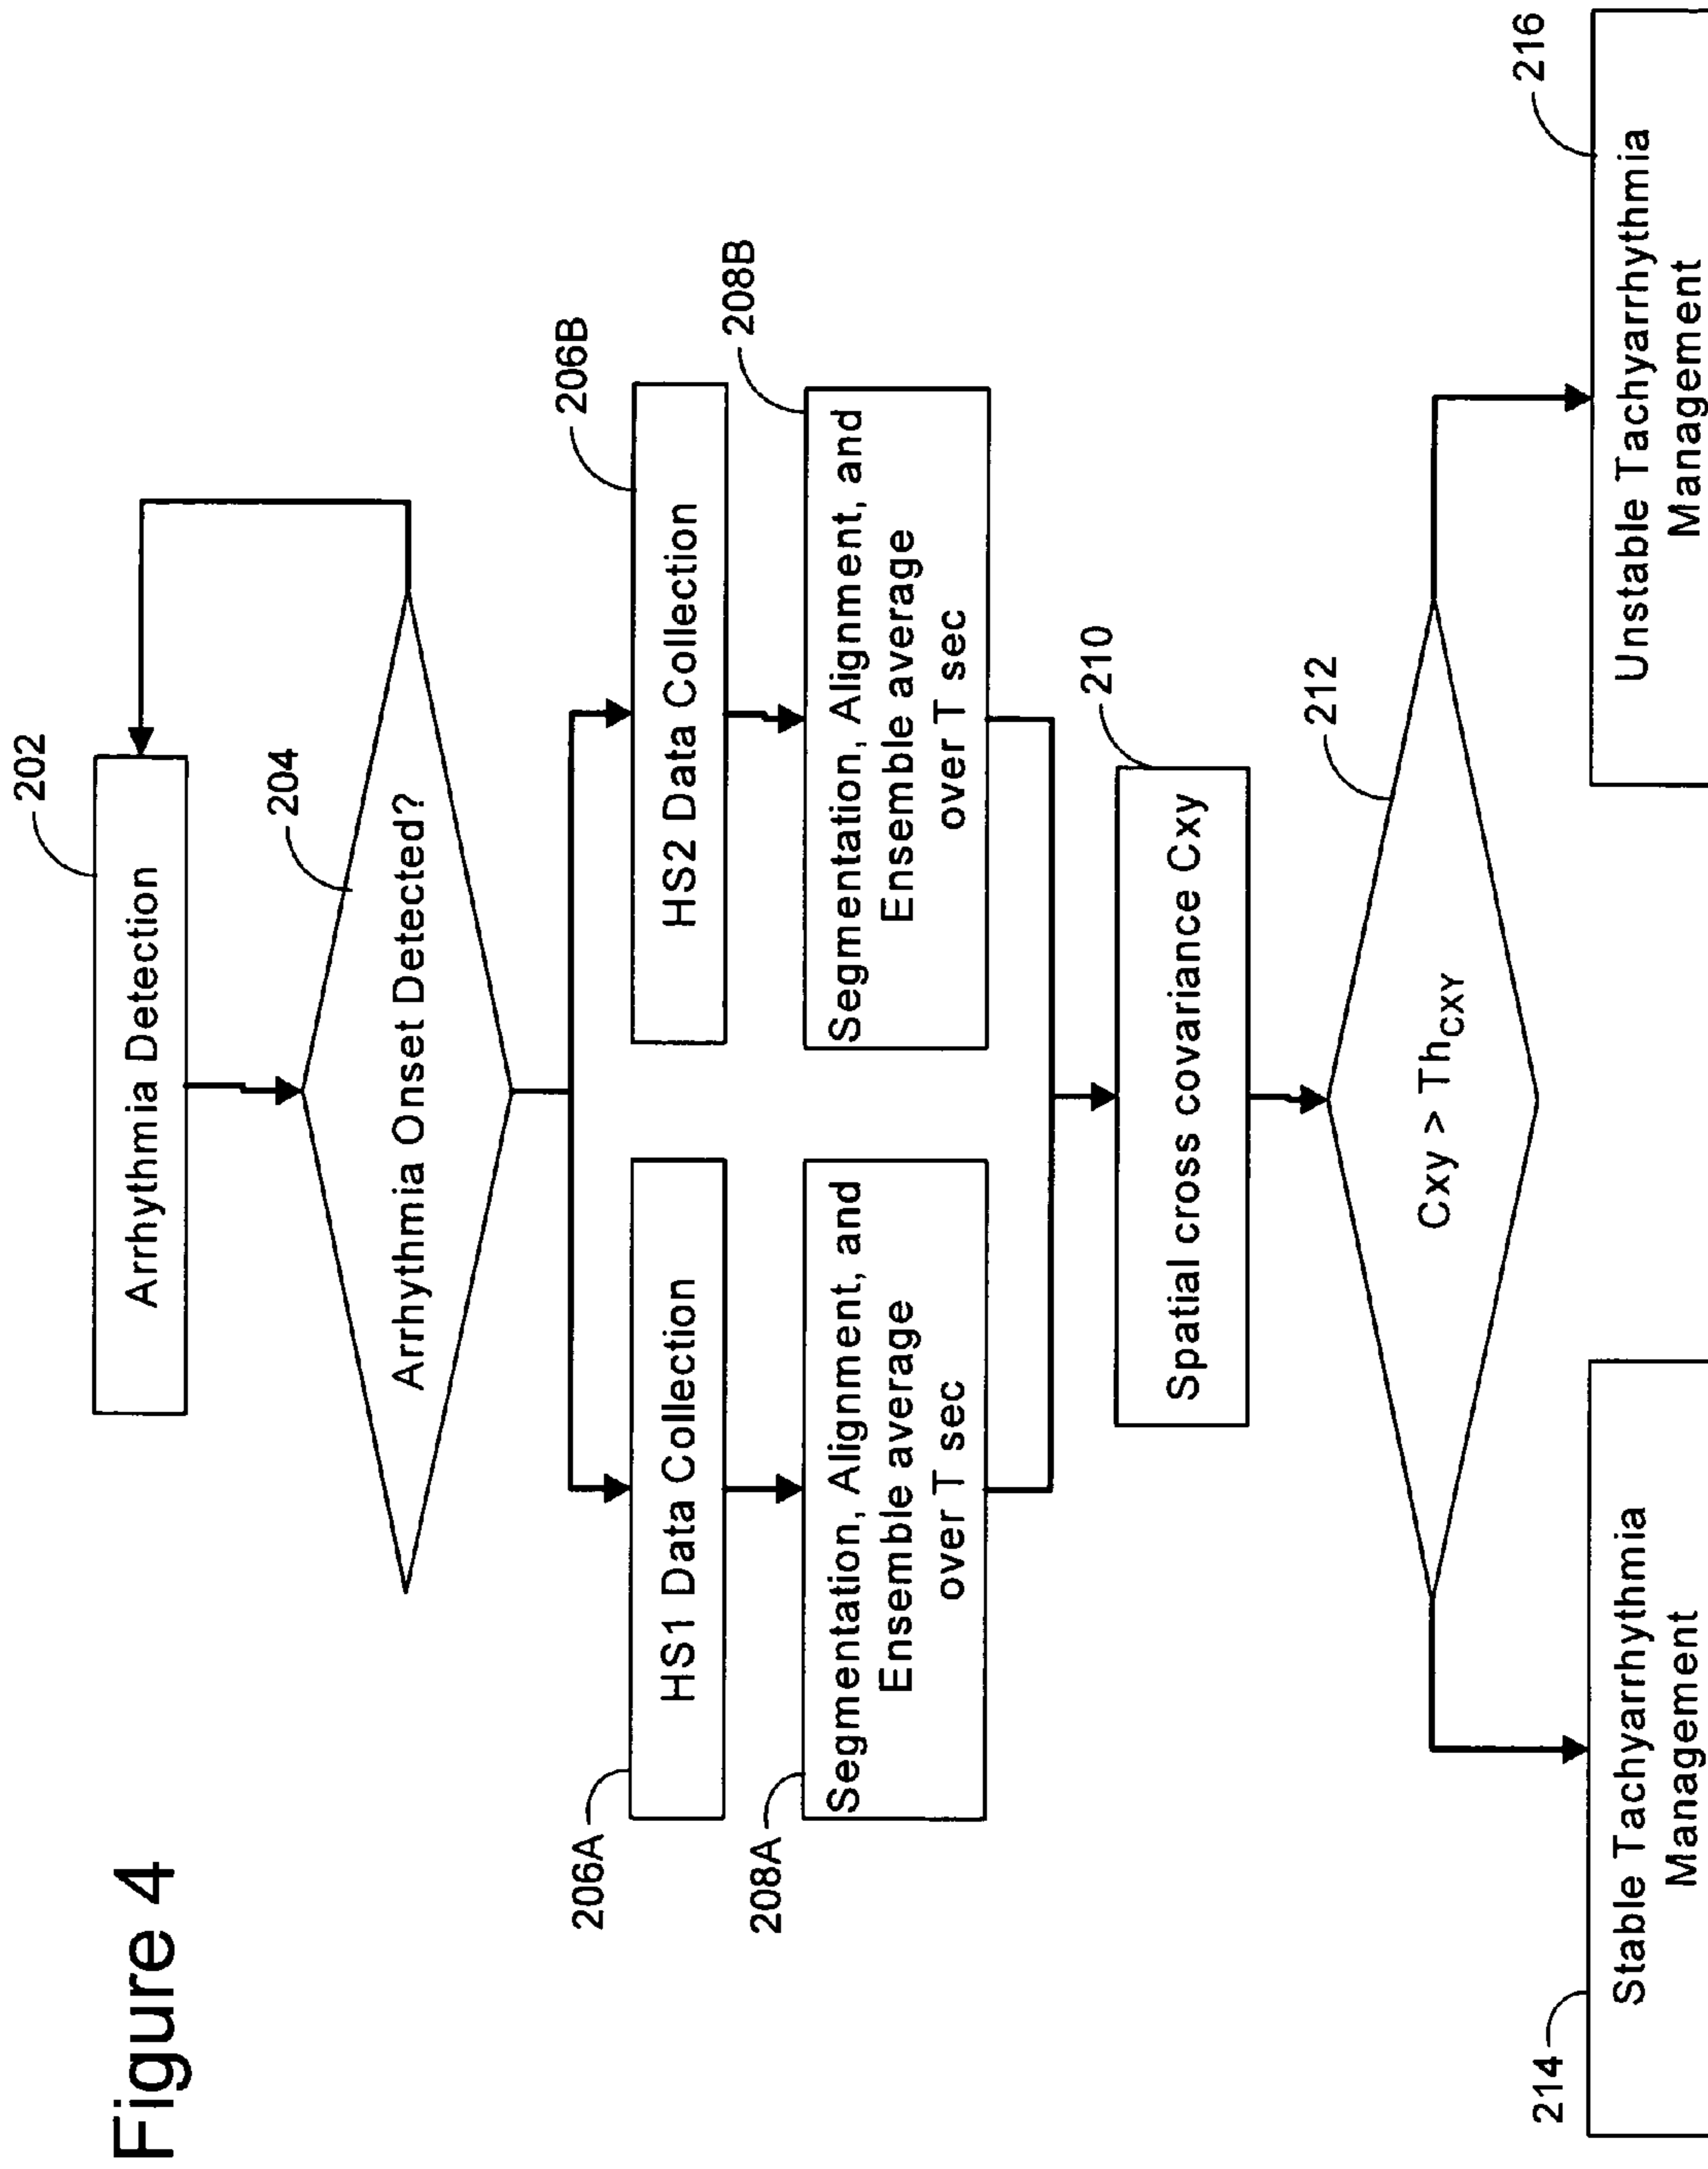 Figure 4
202
Arrhythmia Detection
204
Arrhythmia Onset Detected?
206A
HS1 Data Collection
206B
HS2 Data Collection
208A
Segmentation, Alignment, and
Ensemble average
over T sec
208B
Segmentation, Alignment, and
Ensemble average
over T sec
210
Spatial cross covariance Cxy
212
Cxy > ThCXY
214
Stable Tachyarrhythmia
Management
216
Unstable Tachyarrhythmia
Management